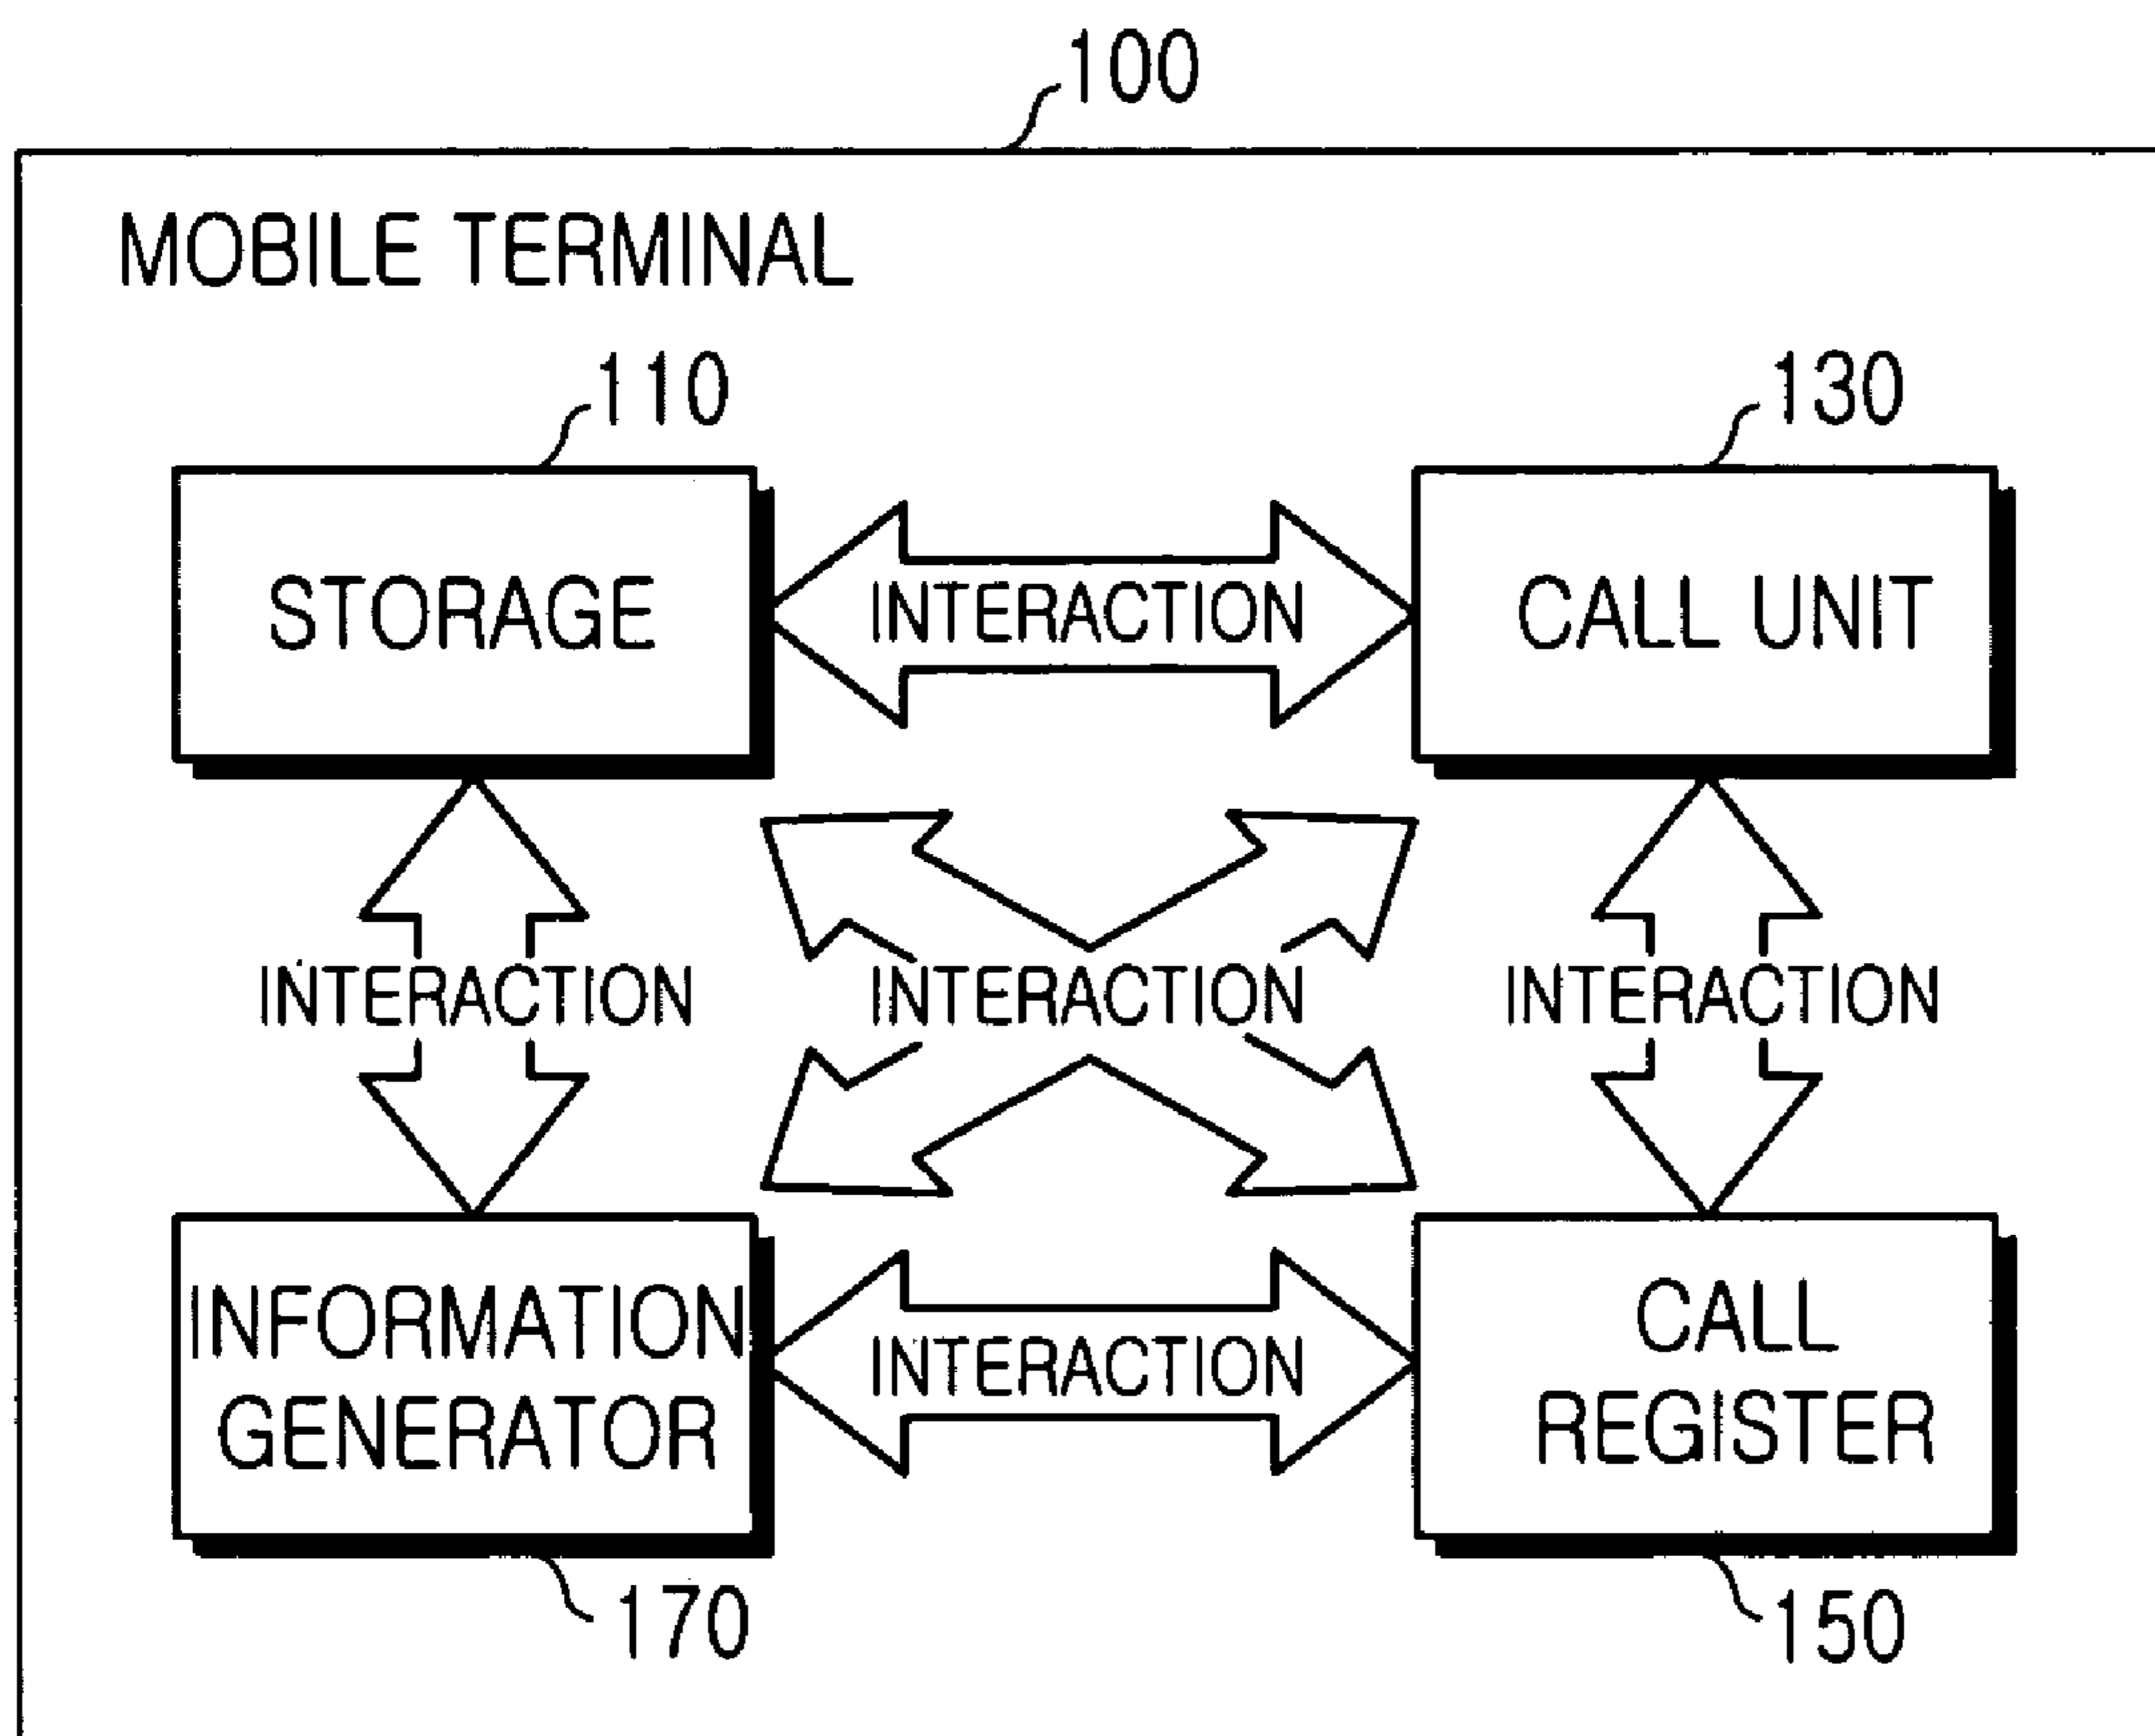 100
MOBILE TERMINAL
110
130
STORAGE
INTERACTION
CALL UNIT
INTERACTION
INTERACTION
INTERACTION
INFORMATION
GENERATOR
INTERACTION
CALL
REGISTER
170
150